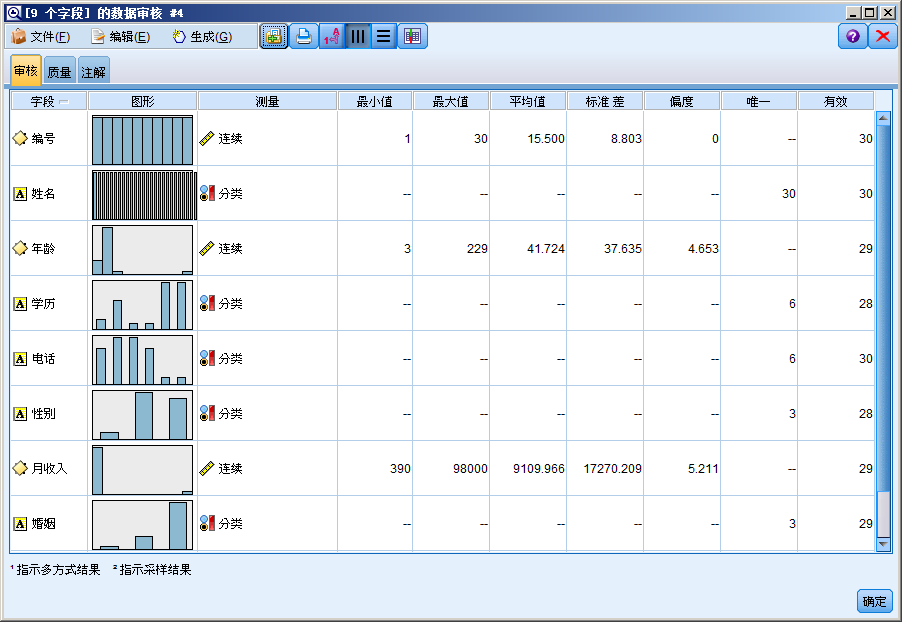 [9 个字段] 的数据审核 #4
文件(F) 编辑(E) 生成(G)
审核 质量 注解
字段 图形 测量 最小值 最大值 平均值 标准 差 偏度 唯一 有效
编号 连续 1 30 15.500 8.803 0 -- 30
A 姓名 分类 -- -- -- -- -- 30 30
年龄 连续 3 229 41.724 37.635 4.653 -- 29
A 学历 分类 -- -- -- -- -- 6 28
A 电话 分类 -- -- -- -- -- 6 30
A 性别 分类 -- -- -- -- -- 3 28
月收入 连续 390 98000 9109.966 17270.209 5.211 -- 29
A 婚姻 分类 -- -- -- -- -- 3 29
¹指示多方式结果 ²指示采样结果
确定